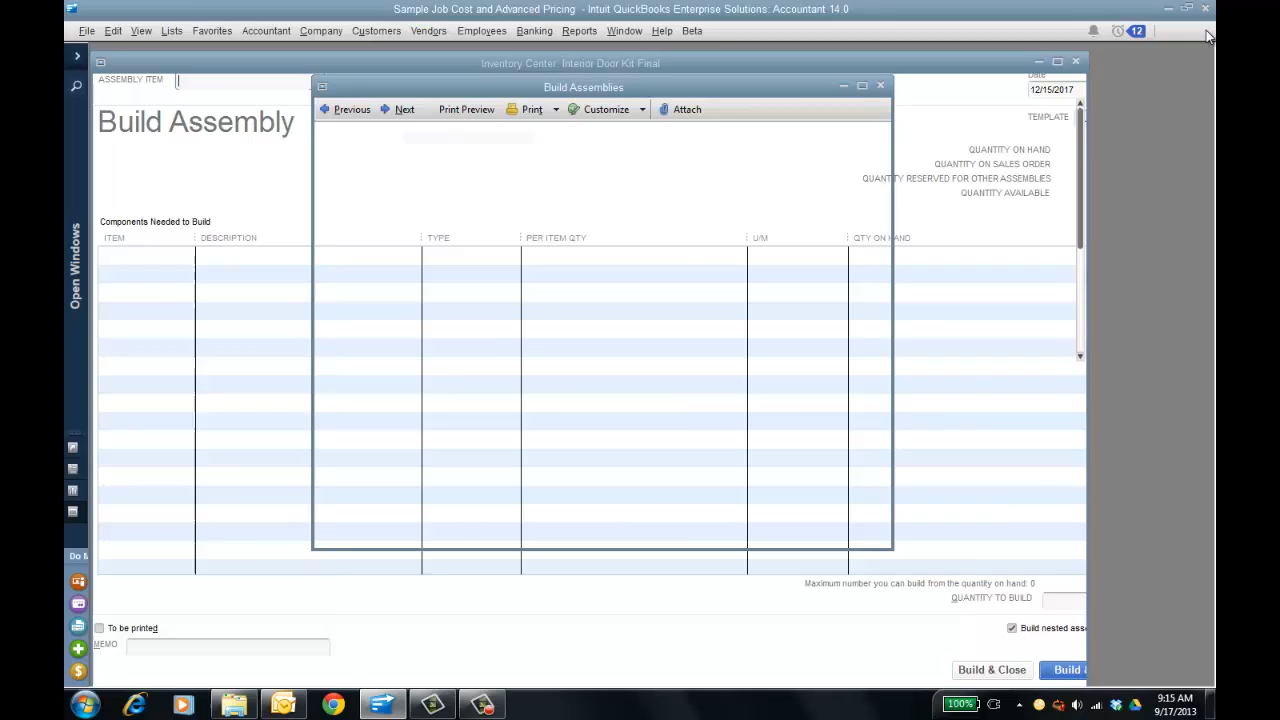 Sample Job Cost and Advanced Pricing - Intuit QuickBooks Enterprise Solutions: Accountant 14.0
File Edit View Lists Favorites Accountant Company Customers Vendors Employees Banking Reports Window Help Beta
12
Inventory Center: Interior Door Kit Final
ASSEMBLY ITEM
Date
Build Assemblies
12/15/2017
Previous Next Print Preview Print Customize Attach
Build Assembly
TEMPLATE
QUANTITY ON HAND
QUANTITY ON SALES ORDER
QUANTITY RESERVED FOR OTHER ASSEMBLIES
QUANTITY AVAILABLE
Components Needed to Build
ITEM DESCRIPTION TYPE PER ITEM QTY U/M QTY ON HAND
Open Windows
Do M
Maximum number you can build from the quantity on hand: 0
QUANTITY TO BUILD
To be printed
Build nested asse
MEMO
Build & Close Build &
100%
9:15 AM
9/17/2013